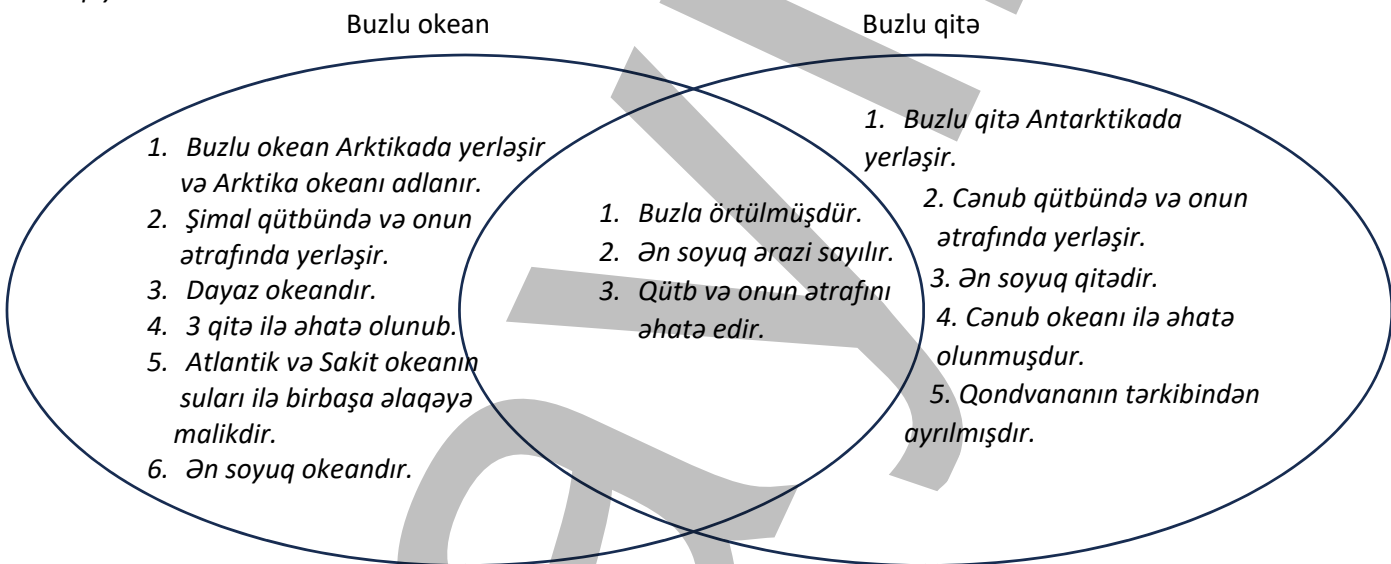 Buzlu okean
Buzlu qitə
1. Buzlu okean Arktikada yerləşir
və Arktika okeanı adlanır.
2. Şimal qütbündə və onun
ətrafında yerləşir.
3. Dayaz okeandır.
4. 3 qitə ilə əhatə olunub.
5. Atlantik və Sakit okeanın
suları ilə birbaşa əlaqəyə
malikdir.
6. Ən soyuq okeandır.
1. Buzla örtülmüşdür.
2. Ən soyuq ərazi sayılır.
3. Qütb və onun ətrafını
əhatə edir.
1. Buzlu qitə Antarktikada
yerləşir.
2. Cənub qütbündə və onun
ətrafında yerləşir.
3. Ən soyuq qitədir.
4. Cənub okeanı ilə əhatə
olunmuşdur.
5. Qondvananın tərkibindən
ayrılmışdır.